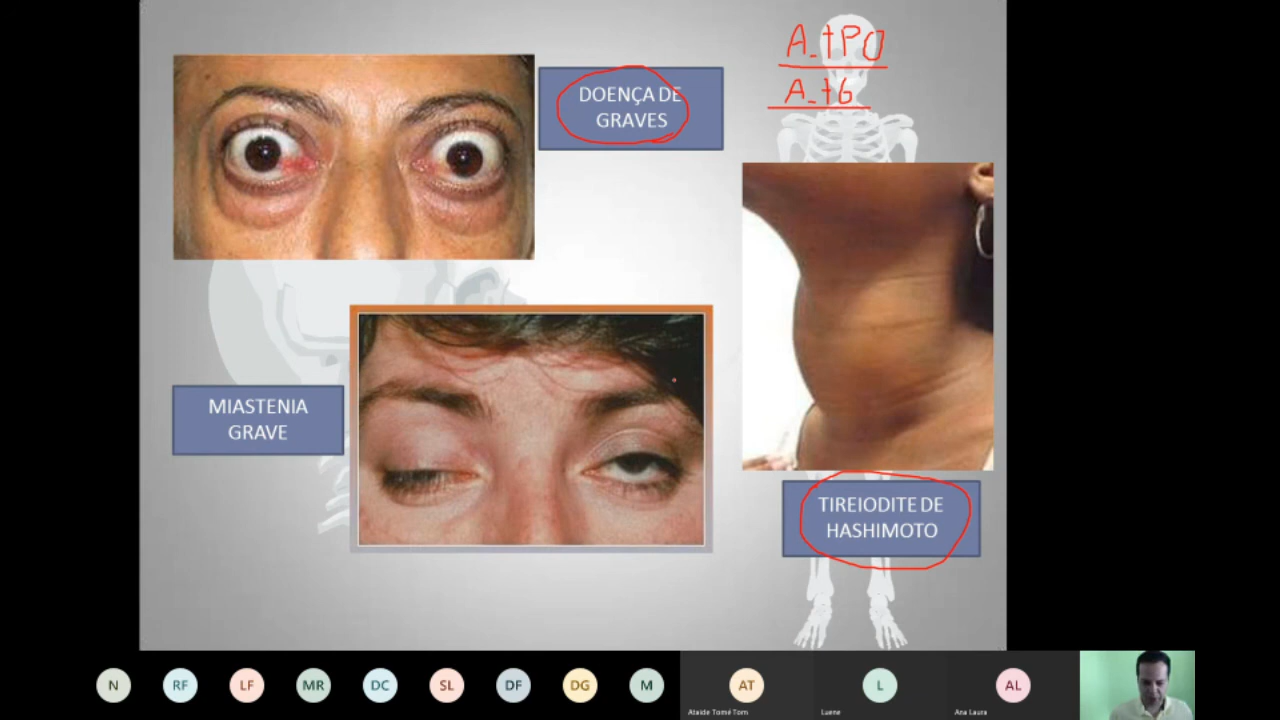 A-tPO
A-tG
DOENÇA DE
GRAVES
MIASTENIA
GRAVE
TIREIODITE DE
HASHIMOTO
N
RF
LF
MR
DC
SL
DF
DG
M
AT
L
AL
Ataide Tomé Tom
Luene
Ana Laura